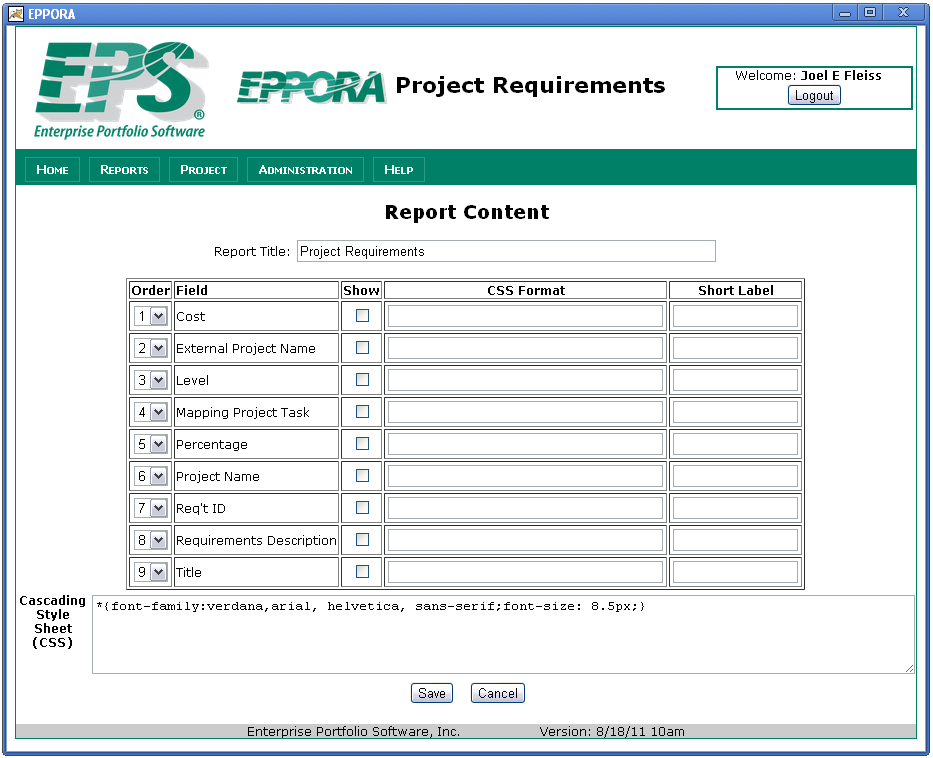 EPPORA
EPS®
Enterprise Portfolio Software
EPPORA Project Requirements
Welcome: Joel E Fleiss
Logout
Home Reports Project Administration Help
Report Content
Report Title: Project Requirements
Order Field Show CSS Format Short Label
1 Cost
2 External Project Name
3 Level
4 Mapping Project Task
5 Percentage
6 Project Name
7 Req't ID
8 Requirements Description
9 Title
Cascading
Style
Sheet
(CSS)
*{font-family:verdana,arial, helvetica, sans-serif;font-size: 8.5px;}
Save Cancel
Enterprise Portfolio Software, Inc. Version: 8/18/11 10am